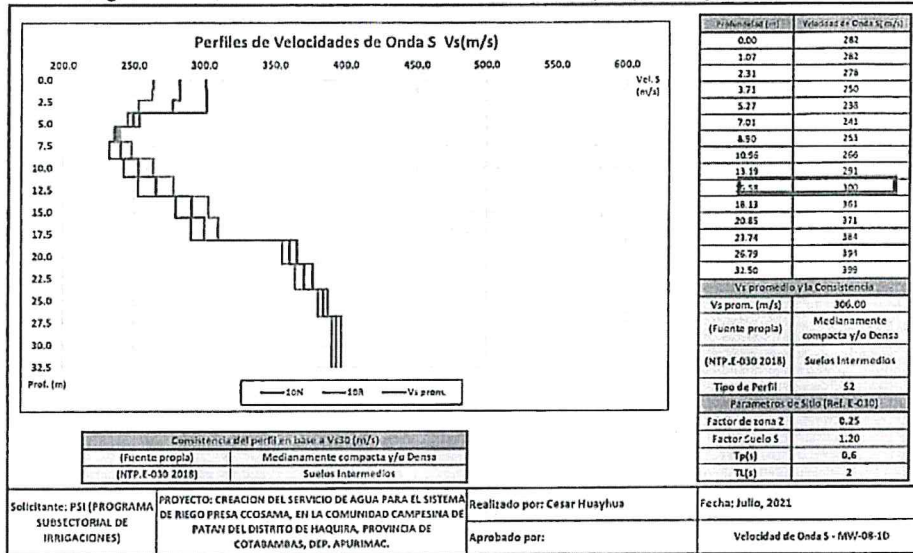 Perfiles de Velocidades de Onda S Vs(m/s)
200.0 250.0 300.0 350.0 400.0 450.0 500.0 550.0 600.0
Vel. S
(m/s)
0.0
2.5
5.0
7.5
10.0
12.5
15.0
17.5
20.0
22.5
25.0
27.5
30.0
32.5
Prof. (m)
10N 10R Vs prom.
Profundidad (m) Velocidad de Onda S(m/s)
0.00 282
1.07 282
2.31 278
3.71 250
5.27 238
7.01 241
8.90 253
10.96 266
13.19 291
300
18.13 361
20.85 371
23.74 384
26.79 391
32.50 399
Vs promedio y la Consistencia
Vs prom. (m/s) 306.00
(Fuente propia) Medianamente
compacta y/o Densa
(NTP.E-030 2018) Suelos Intermedios
Tipo de Perfil S2
Parametros de Sitio (Ref. E-030)
Factor de zona Z 0.25
Factor Suelo S 1.20
Tp(s) 0.6
TL(s) 2
Consistencia del perfil en base a Vs30 (m/s)
(Fuente propia) Medianamente compacta y/o Densa
(NTP.E-030 2018) Suelos Intermedios
Solicitante: PSI (PROGRAMA
SUBSECTORIAL DE
IRRIGACIONES)
PROYECTO: CREACION DEL SERVICIO DE AGUA PARA EL SISTEMA
DE RIEGO PRESA CCOSAMA, EN LA COMUNIDAD CAMPESINA DE
PATAN DEL DISTRITO DE HAQUIRA, PROVINCIA DE
COTABAMBAS, DEP. APURIMAC.
Realizado por: Cesar Huayhua
Aprobado por:
Fecha: Julio, 2021
Velocidad de Onda S - MW-08-1D